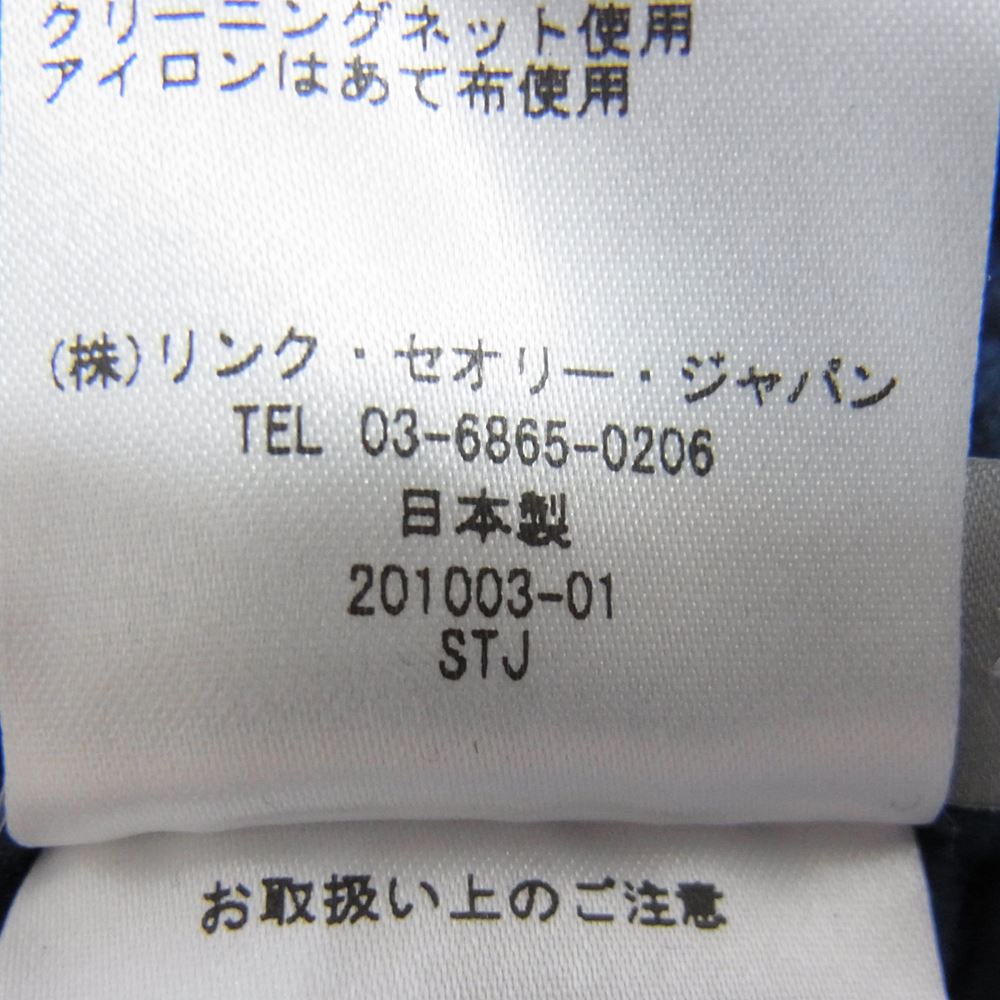 クリーニングネット使用
アイロンはあて布使用
(株)リンク・セオリー・ジャパン
TEL 03-6865-0206
日本製
201003-01
STJ
お取扱い上のご注意